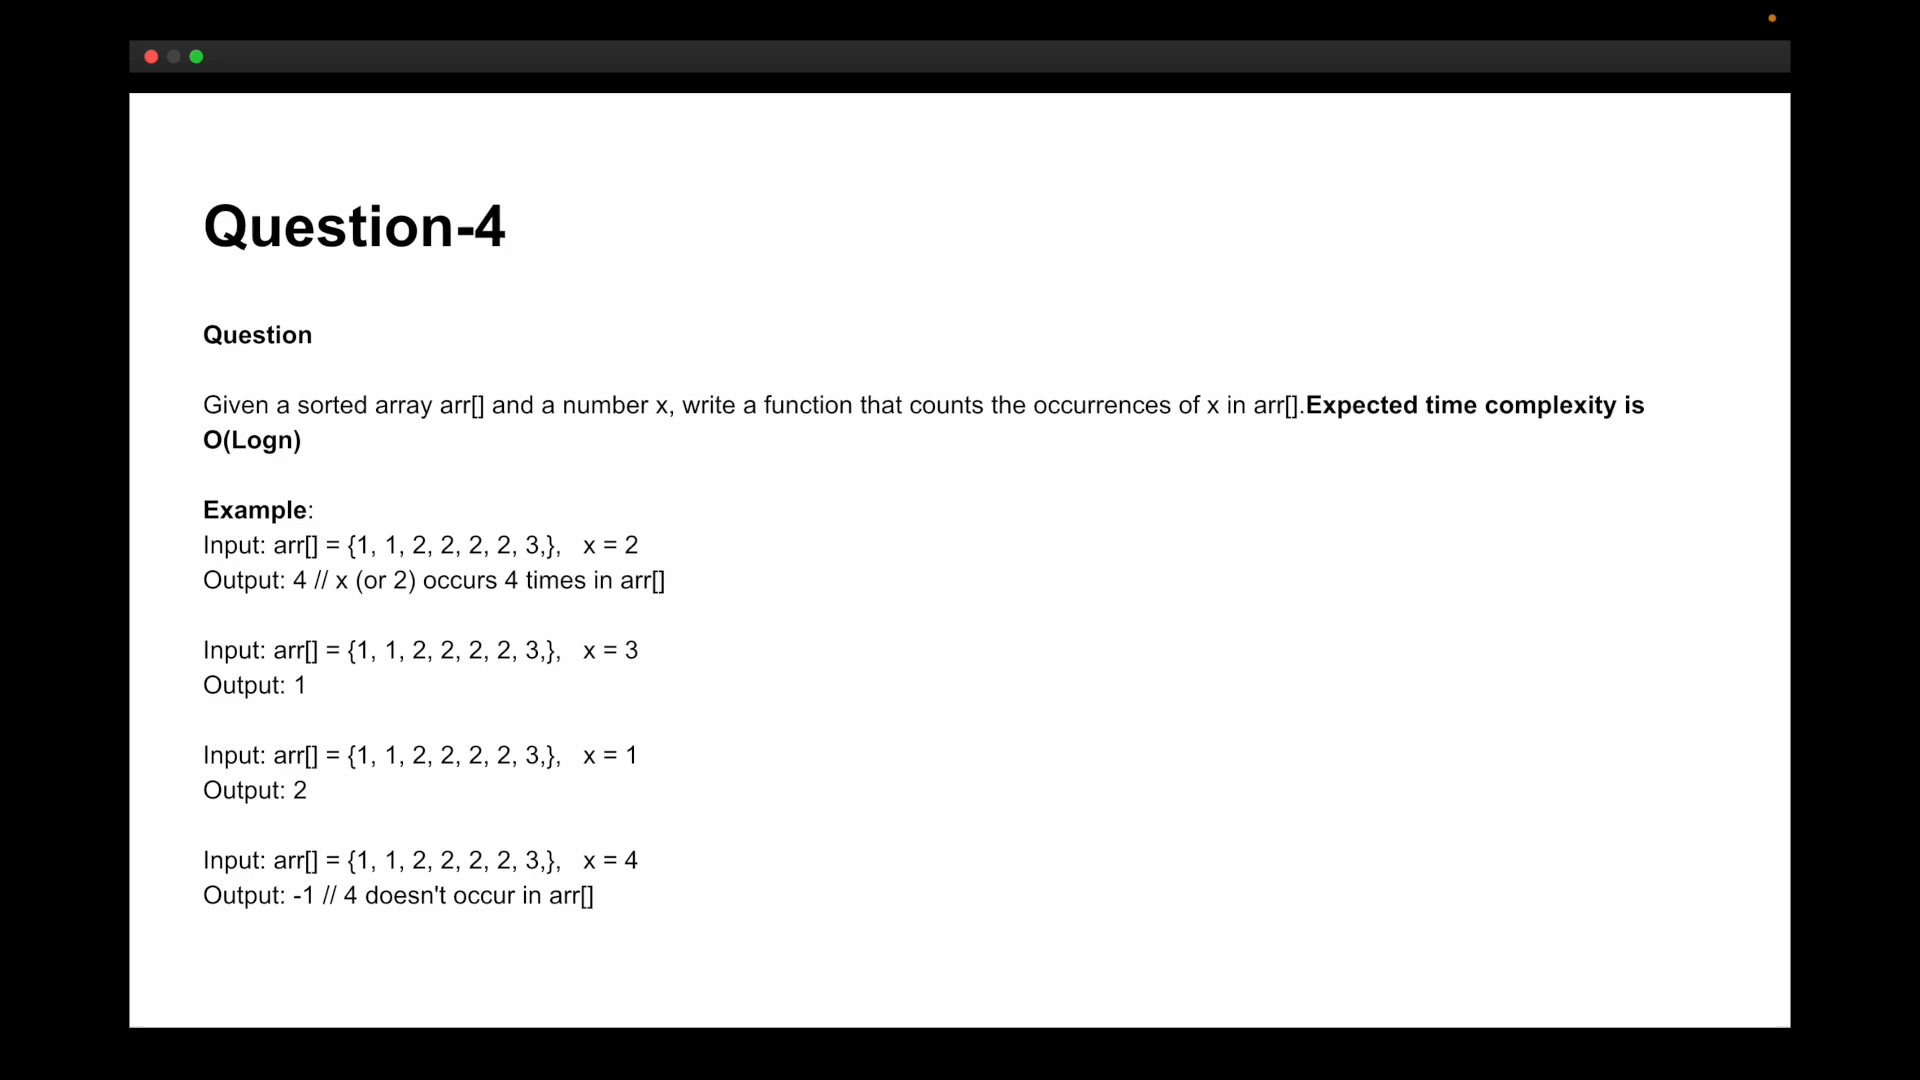 Question-4
Question
Given a sorted array arr[] and a number x, write a function that counts the occurrences of x in arr[].Expected time complexity is
O(Logn)
Example:
Input: arr[] = {1, 1, 2, 2, 2, 2, 3,},   x = 2
Output: 4 // x (or 2) occurs 4 times in arr[]
Input: arr[] = {1, 1, 2, 2, 2, 2, 3,},   x = 3
Output: 1
Input: arr[] = {1, 1, 2, 2, 2, 2, 3,},   x = 1
Output: 2
Input: arr[] = {1, 1, 2, 2, 2, 2, 3,},   x = 4
Output: -1 // 4 doesn't occur in arr[]